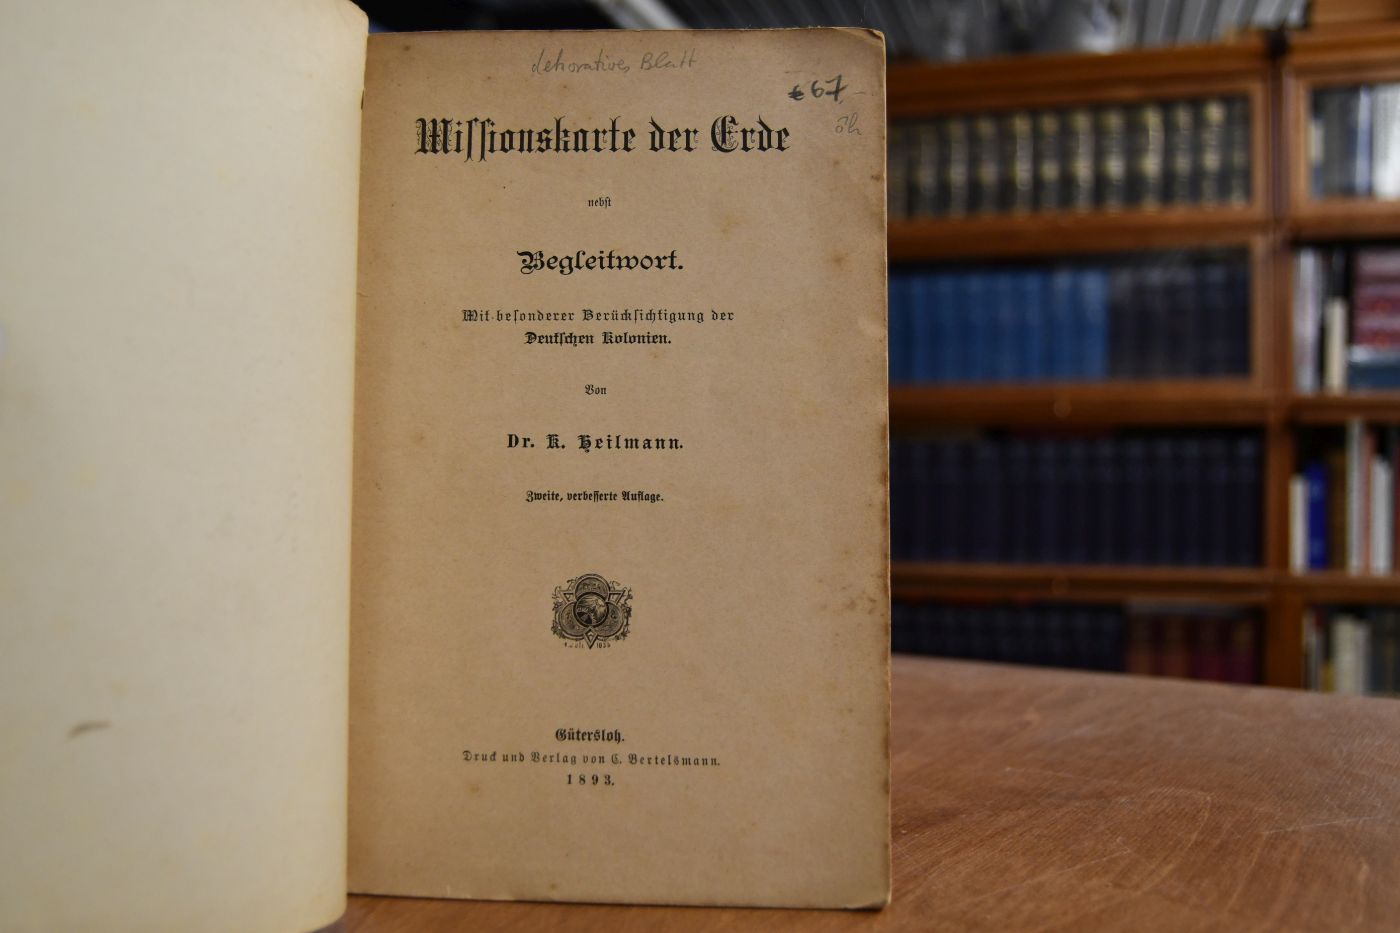 dekoratives Blatt
€ 67,–
Miſſionskarte der Erde
nebſt
Begleitwort.
Mit beſonderer Berückſichtigung der
Deutſchen Kolonien.
Von
Dr. K. Heilmann.
Zweite, verbeſſerte Auflage.
Gütersloh.
Druck und Verlag von C. Bertelsmann.
1893.